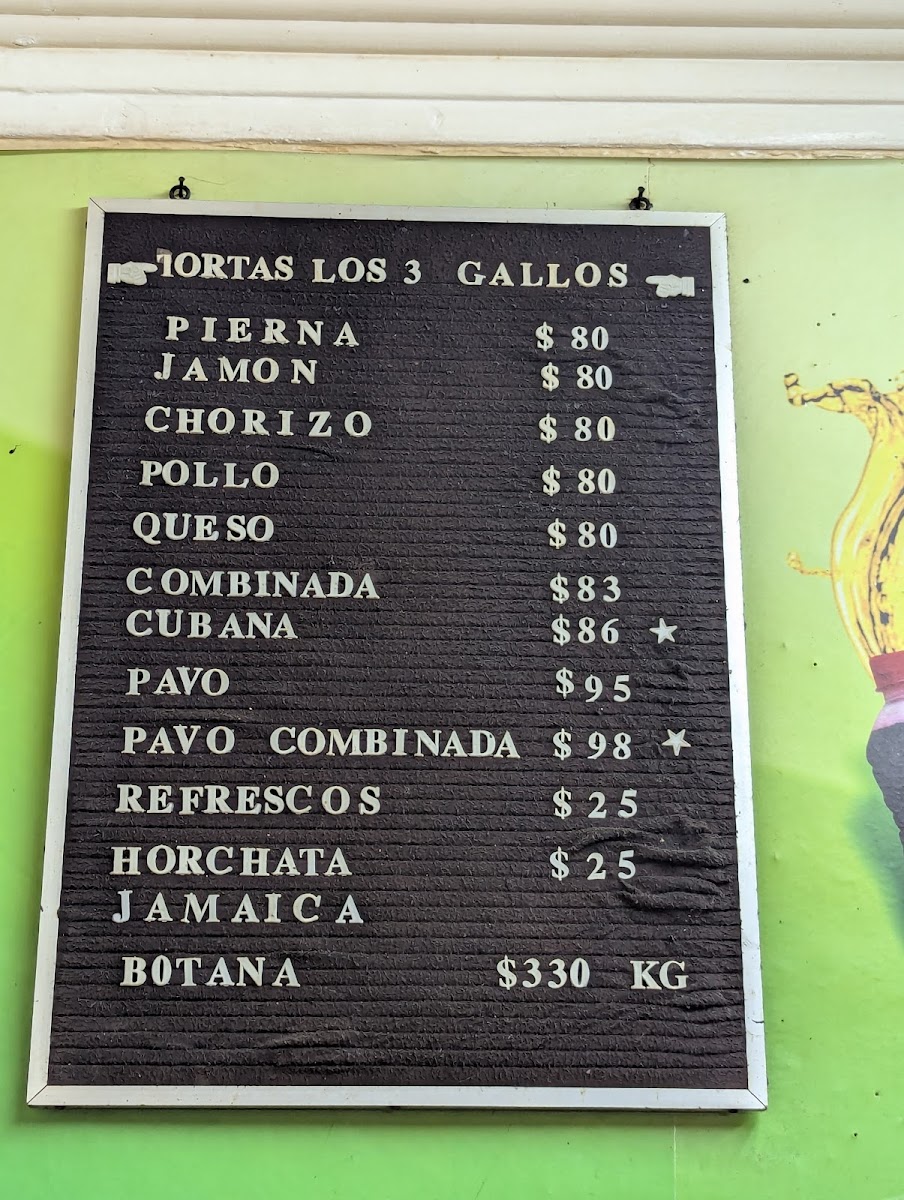 TORTAS LOS 3 GALLOS
PIERNA $80
JAMON $80
CHORIZO $80
POLLO $80
QUESO $80
COMBINADA $83
CUBANA $86 ★
PAVO $95
PAVO COMBINADA $98 ★
REFRESCOS $25
HORCHATA $25
JAMAICA
BOTANA $330 KG